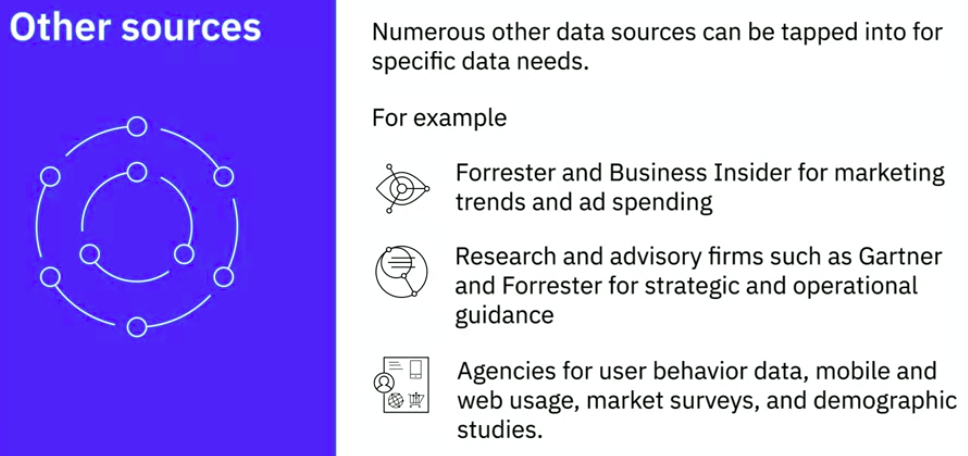 Other sources
Numerous other data sources can be tapped into for
specific data needs.
For example
Forrester and Business Insider for marketing
trends and ad spending
Research and advisory firms such as Gartner
and Forrester for strategic and operational
guidance
Agencies for user behavior data, mobile and
web usage, market surveys, and demographic
studies.